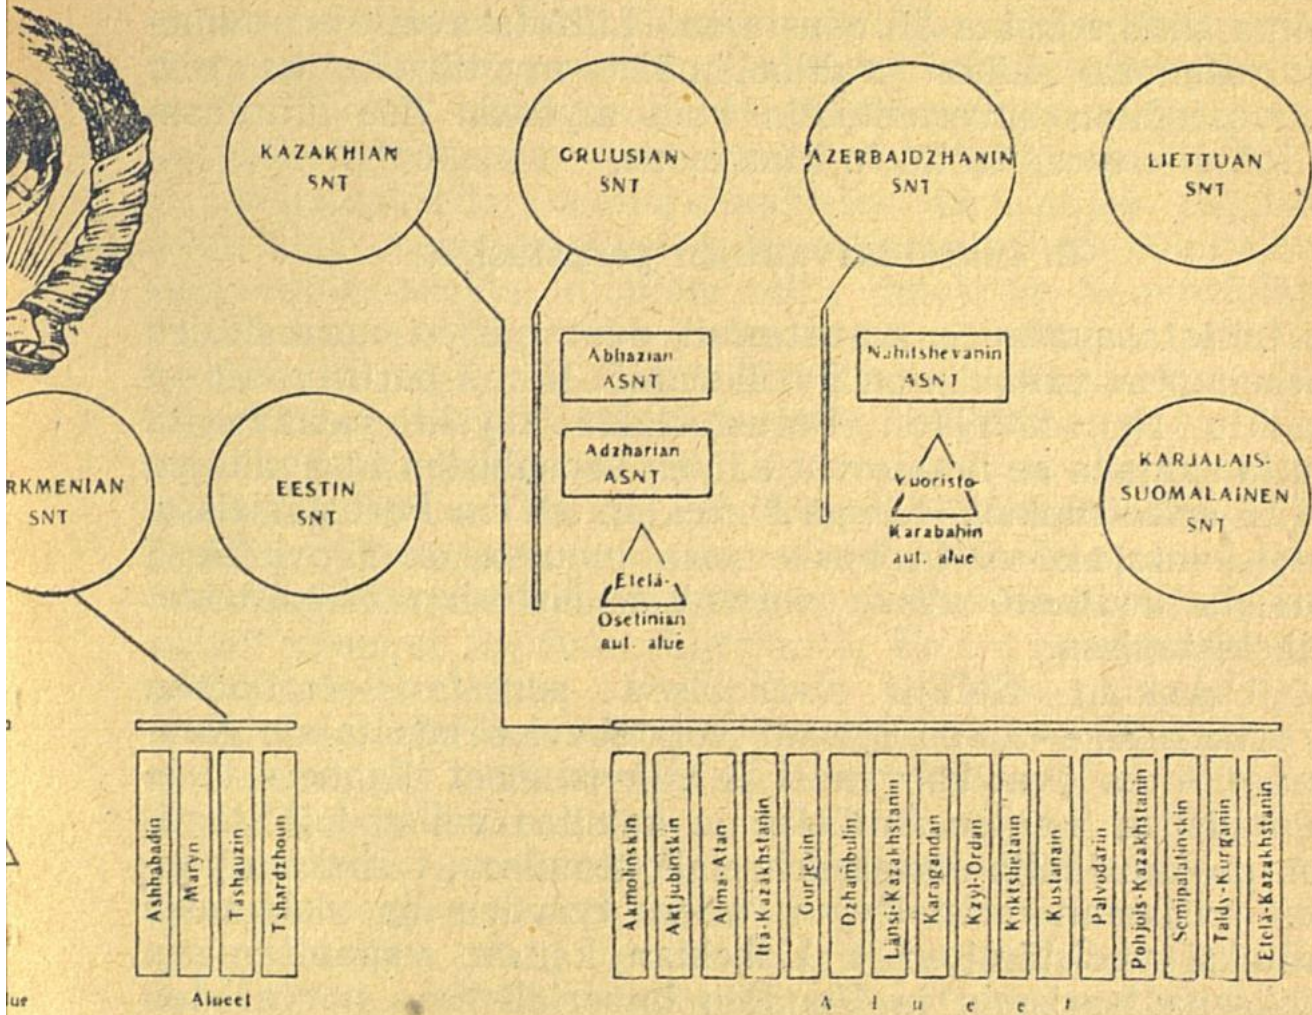 KAZAKHIAN
SNT
GRUUSIAN
SNT
AZERBAIDZHANIN
SNT
LIETTUAN
SNT
Abhazian
ASNT
Adzharian
ASNT
Etelä-
Osetinian
aut. alue
Nahitshevanin
ASNT
Vuoristo-
Karabahin
aut. alue
RKMENIAN
SNT
EESTIN
SNT
KARJALAIS-
SUOMALAINEN
SNT
Ashhabadin
Maryn
Tashauzin
Tshardzhoun
Alueet
Akmolinskin
Aktjubinskin
Alma-Atan
Itä-Kazakhstanin
Gurjevin
Dzhambulin
Länsi-Kazakhstanin
Karagandan
Kzyl-Ordan
Koktshetaun
Kustanain
Palvodarin
Pohjois-Kazakhstanin
Semipalatinskin
Taldy-Kurganin
Etelä-Kazakhstanin
Alueet
lue